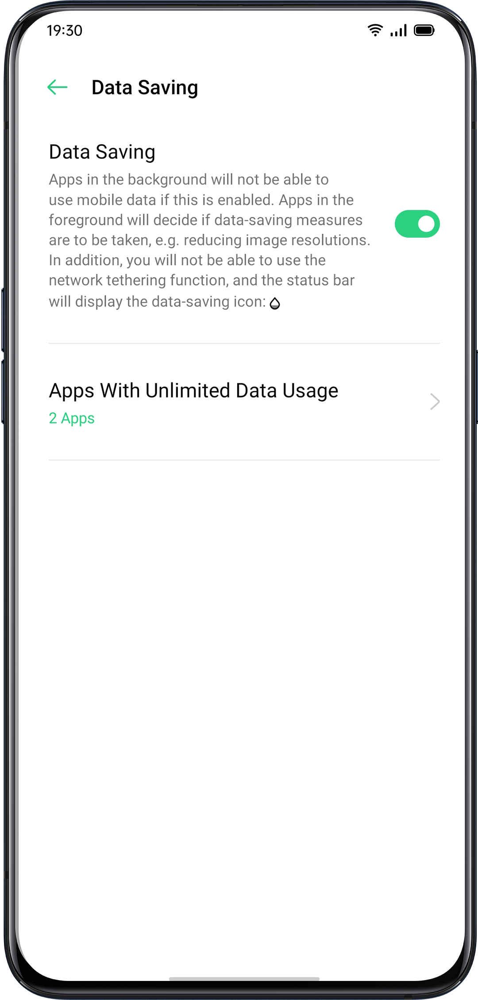 19:30
Data Saving
Data Saving
Apps in the background will not be able to
use mobile data if this is enabled. Apps in the
foreground will decide if data-saving measures
are to be taken, e.g. reducing image resolutions.
In addition, you will not be able to use the
network tethering function, and the status bar
will display the data-saving icon:
Apps With Unlimited Data Usage
2 Apps